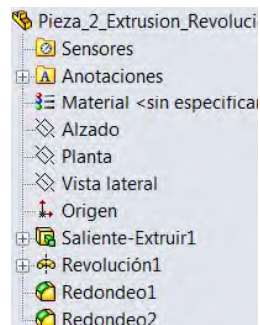 Pieza_2_Extrusion_Revoluci
Sensores
Anotaciones
Material <sin especificar
Alzado
Planta
Vista lateral
Origen
Saliente-Extruir1
Revolución1
Redondeo1
Redondeo2